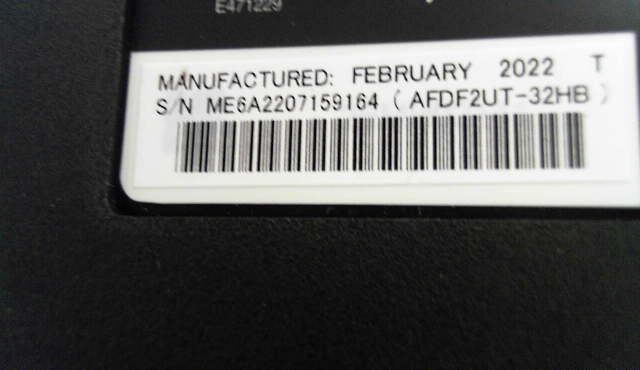 E471229
MANUFACTURED: FEBRUARY 2022 T
S/N ME6A2207159164 ( AFDF2UT-32HB )